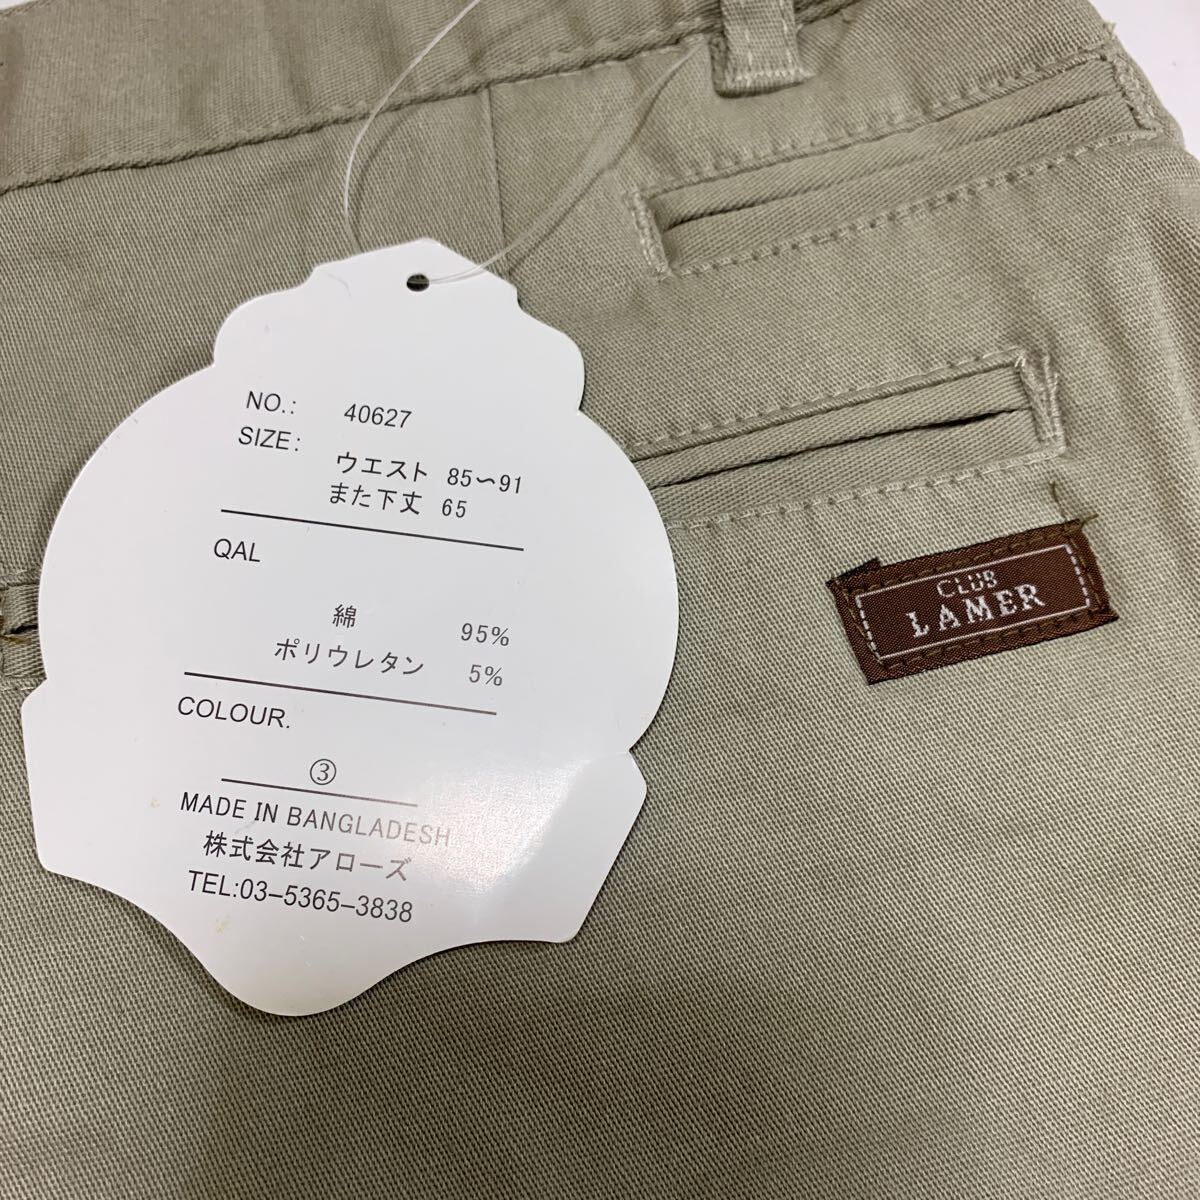 NO.: 40627
SIZE: ウエスト 85〜91
また下丈 65
QAL
綿 95%
ポリウレタン 5%
COLOUR.
③
MADE IN BANGLADESH
株式会社アローズ
TEL:03–5365–3838
CLUB
LAMER